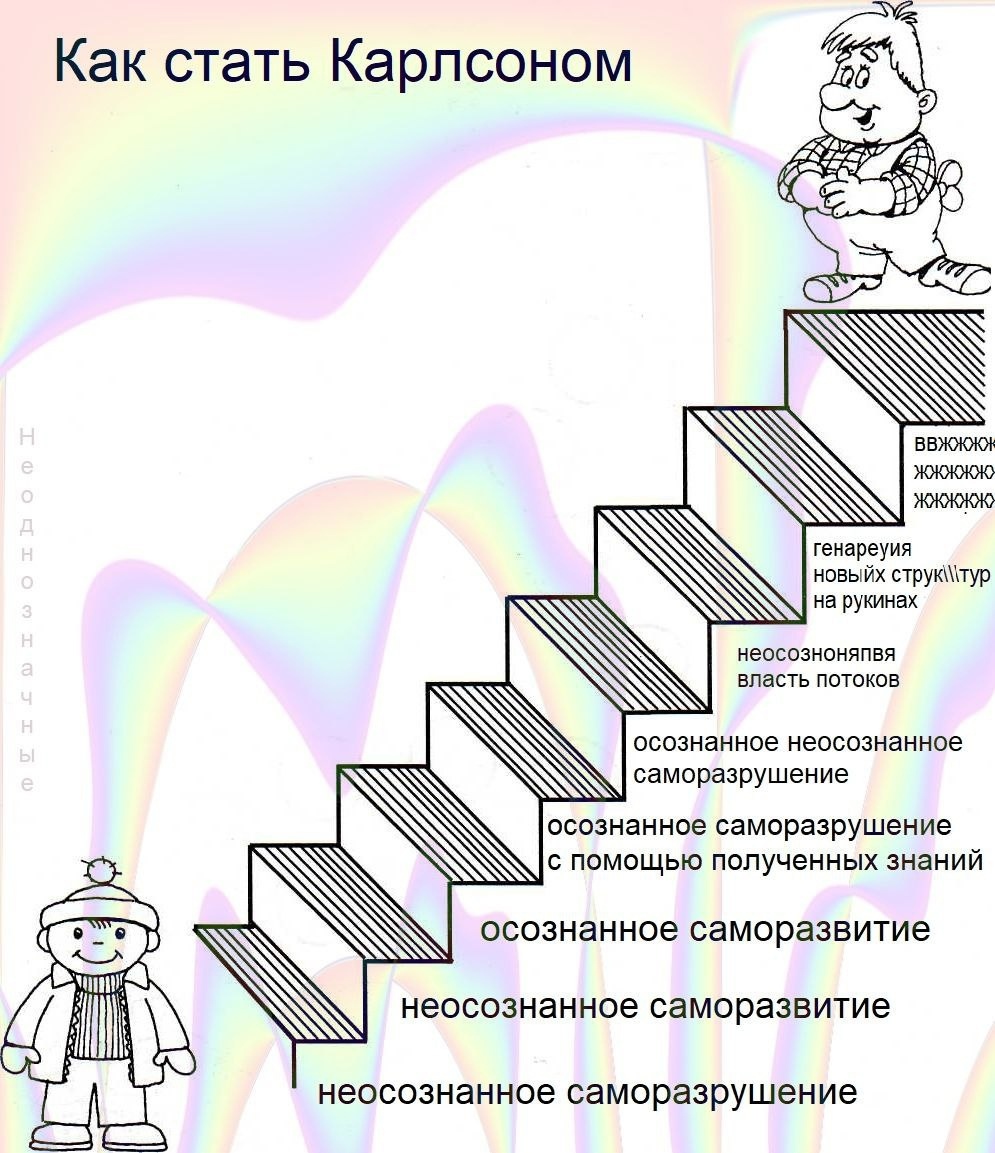 Как стать Карлсоном
ввжжжж
жжжжжж
жжжжжж
генареуия
новыйх струк\\\тур
на рукинах
неосозноняпвя
власть потоков
осознанное неосознанное
саморазрушение
осознанное саморазрушение
с помощью полученных знаний
осознанное саморазвитие
неосознанное саморазвитие
неосознанное саморазрушение
Неоднозначные